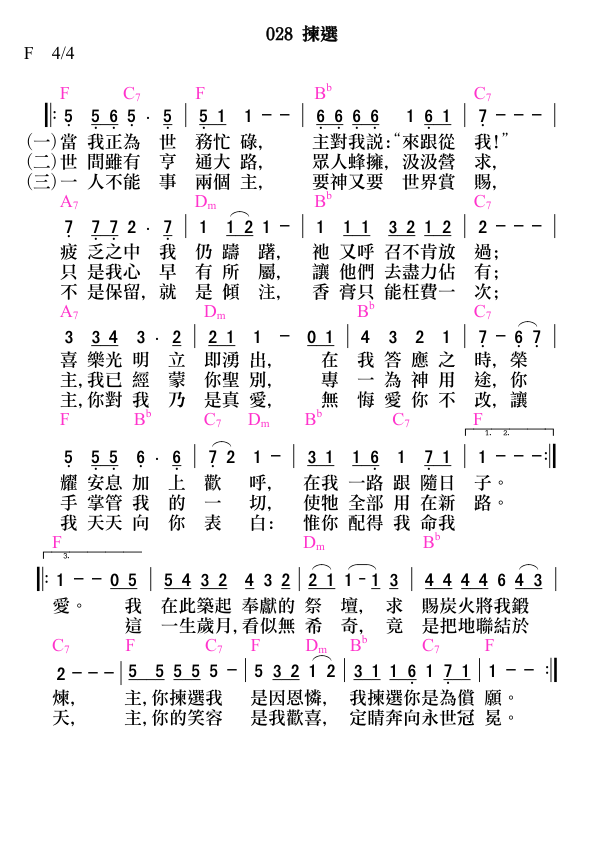 028 揀選
F 4/4
F C7 F Bb C7
5 5 6 5 . 5 | 5 1 1 - - | 6 6 6 6 1 6 1 | 7 - - - |
(一)當 我正為 世 務忙 碌, 主對我説:“來跟從 我!”
(二)世 間雖有 亨 通大 路, 眾人蜂擁, 汲汲營 求,
(三)一 人不能 事 兩個 主, 要神又要 世界賞 賜,
A7 Dm Bb C7
7 7 7 2 . 7 | 1 1 2 1 - | 1 1 1 3 2 1 2 | 2 - - - |
疲 乏之中 我 仍 躊 躇, 祂 又呼 召不肯放 過;
只 是我心 早 有 所 屬, 讓 他們 去盡力佔 有;
不 是保留, 就 是 傾 注, 香 膏只 能枉費一 次;
A7 Dm Bb C7
3 3 4 3 . 2 | 2 1 1 - 0 1 | 4 3 2 1 | 7 - 6 7 |
喜 樂光 明 立 即湧 出, 在 我 答 應 之 時, 榮
主,我已 經 蒙 你聖 別, 專 一 為 神 用 途, 你
主,你對 我 乃 是真 愛, 無 悔 愛 你 不 改, 讓
F Bb C7 Dm Bb C7 F
1. 2.
5 5 5 6 . 6 | 7 2 1 - | 3 1 1 6 1 7 1 | 1 - - - :||
耀 安息 加 上 歡 呼, 在我 一路 跟 隨日 子。
手 掌管 我 的 一 切, 使牠 全部 用 在新 路。
我 天天 向 你 表 白: 惟你 配得 我 命我
F Dm Bb
3.
||: 1 - - 0 5 | 5 4 3 2 4 3 2 | 2 1 1 - 1 3 | 4 4 4 4 6 4 3 |
愛。 我 在此築起 奉獻的 祭 壇, 求 賜炭火將我鍛
這 一生歲月,看似無 希 奇, 竟 是把地聯結於
C7 F C7 F Dm Bb C7 F
2 - - - | 5 5 5 5 5 - | 5 3 2 1 2 | 3 1 1 6 1 7 1 | 1 - - :||
煉, 主,你揀選我 是因恩憐, 我揀選你是為償 願。
天, 主,你的笑容 是我歡喜, 定睛奔向永世冠 冕。